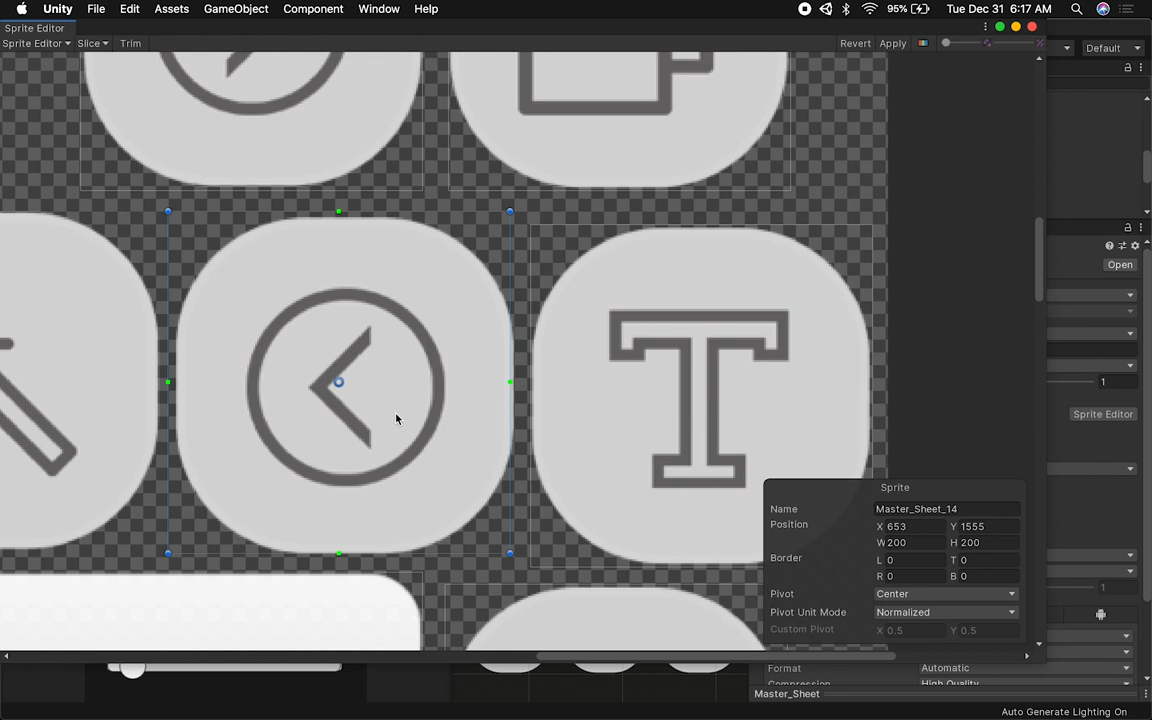 Unity File Edit Assets GameObject Component Window Help 95% Tue Dec 31 6:17 AM
Sprite Editor
Sprite Editor Slice Trim Revert Apply Default
Open
1
Sprite Editor
T
Sprite
Name Master_Sheet_14
Position X 653 Y 1555
W 200 H 200
Border L 0 T 0
R 0 B 0
Pivot Center
Pivot Unit Mode Normalized
Custom Pivot X 0.5 Y 0.5
1
Format Automatic
Compression High Quality
Master_Sheet
Auto Generate Lighting On